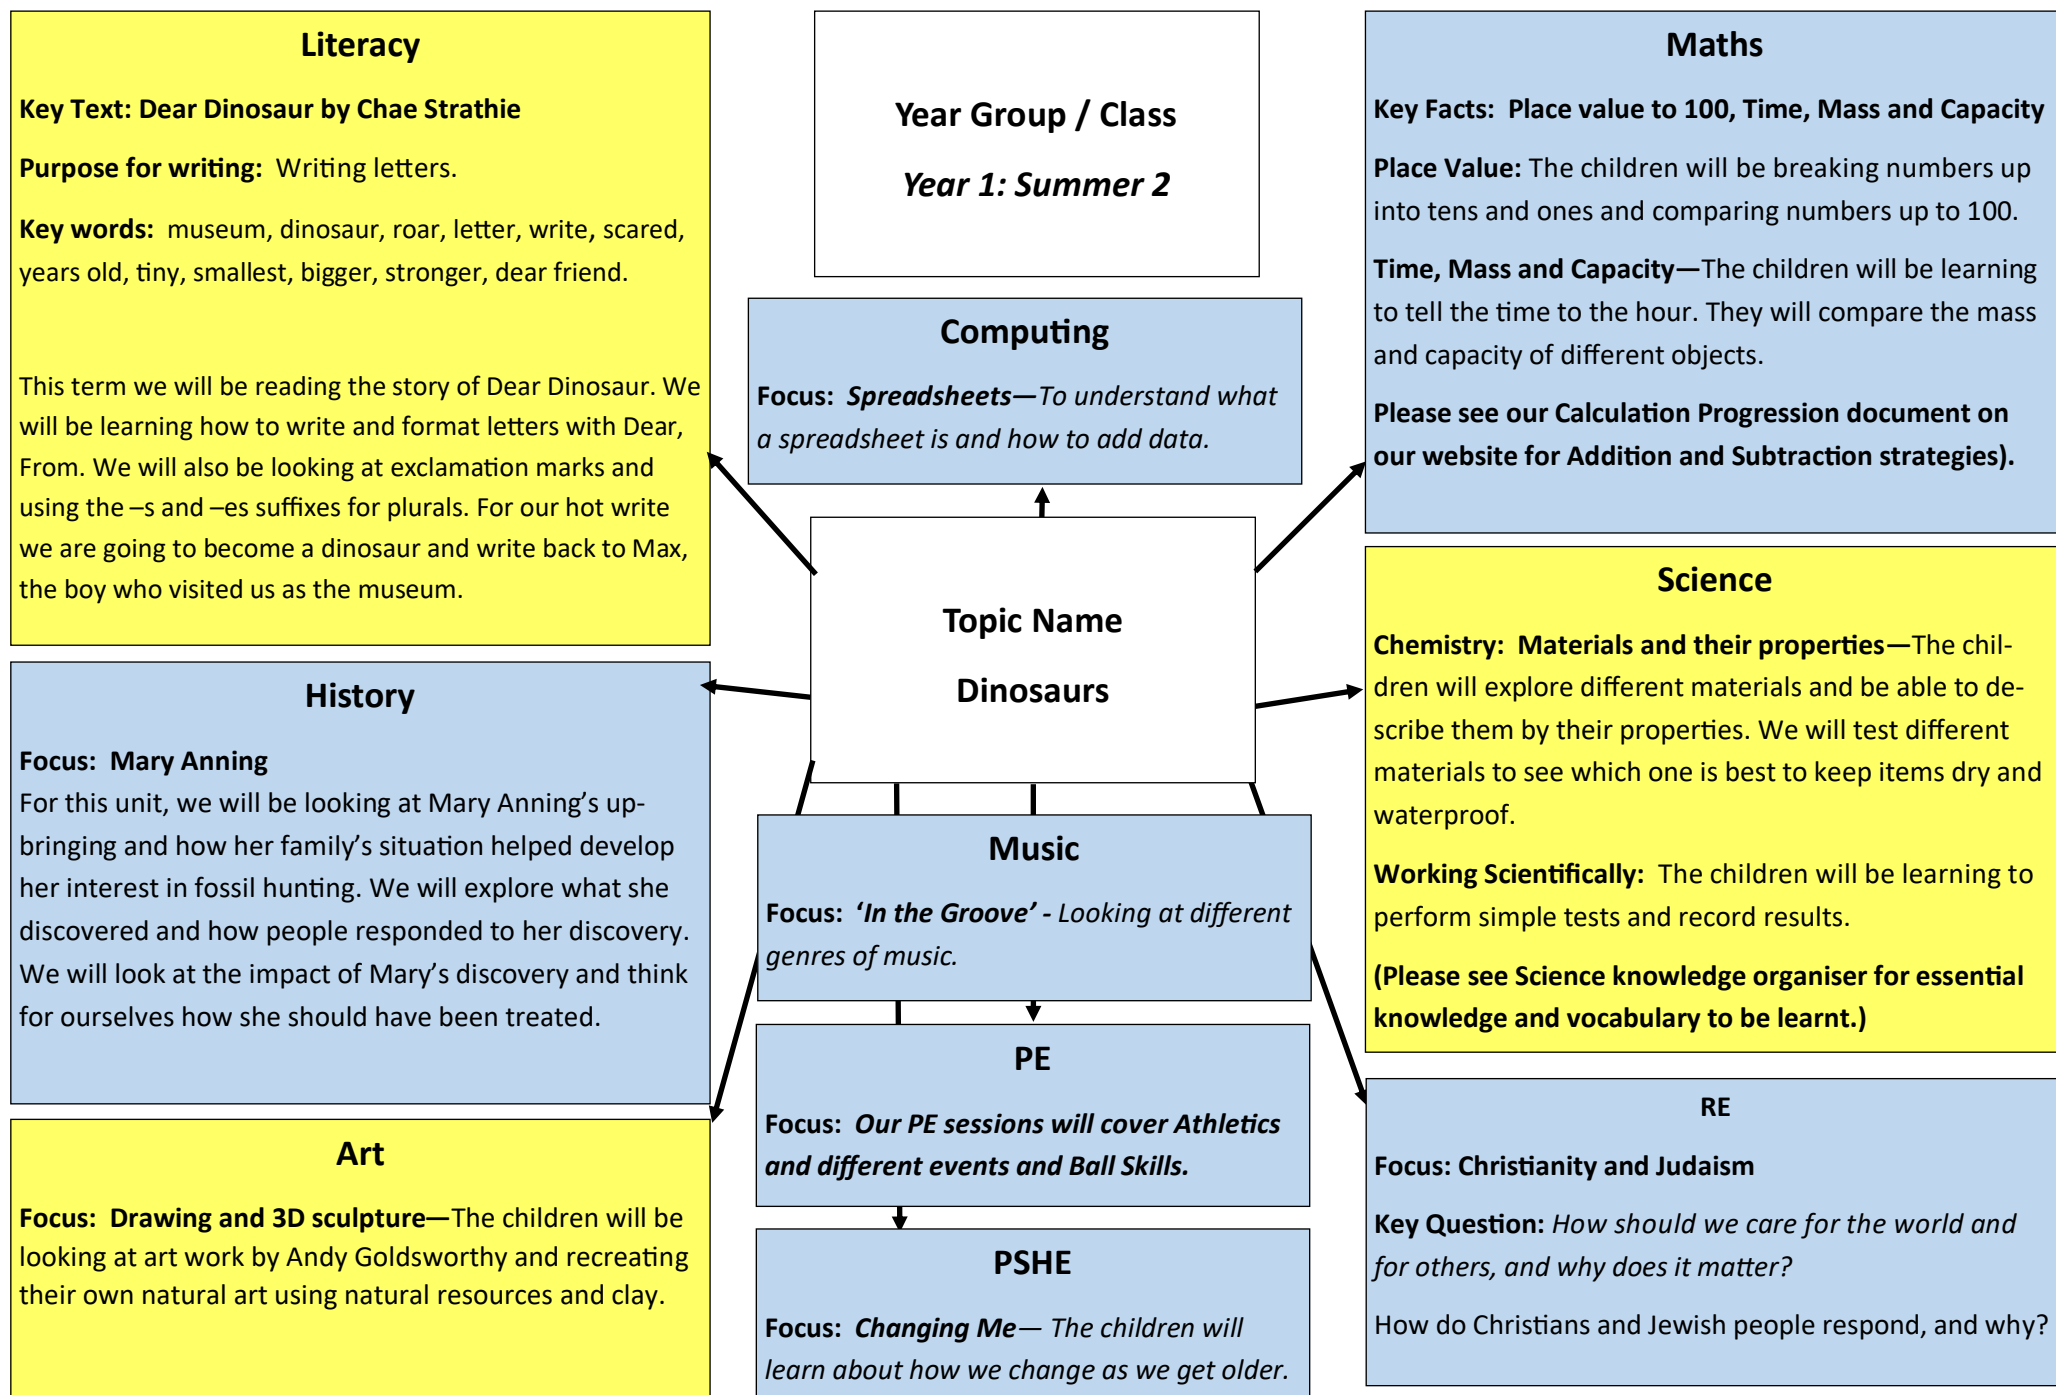 Literacy
Key Text: Dear Dinosaur by Chae Strathie
Purpose for writing:  Writing letters.
Key words:  museum, dinosaur, roar, letter, write, scared,
years old, tiny, smallest, bigger, stronger, dear friend.
This term we will be reading the story of Dear Dinosaur. We
will be learning how to write and format letters with Dear,
From. We will also be looking at exclamation marks and
using the –s and –es suffixes for plurals. For our hot write
we are going to become a dinosaur and write back to Max,
the boy who visited us as the museum.
Year Group / Class
Year 1: Summer 2
Maths
Key Facts:  Place value to 100, Time, Mass and Capacity
Place Value: The children will be breaking numbers up
into tens and ones and comparing numbers up to 100.
Time, Mass and Capacity—The children will be learning
to tell the time to the hour. They will compare the mass
and capacity of different objects.
Please see our Calculation Progression document on
our website for Addition and Subtraction strategies).
Computing
Focus:  Spreadsheets—To understand what
a spreadsheet is and how to add data.
Topic Name
Dinosaurs
Science
Chemistry:  Materials and their properties—The chil-
dren will explore different materials and be able to de-
scribe them by their properties. We will test different
materials to see which one is best to keep items dry and
waterproof.
Working Scientifically:  The children will be learning to
perform simple tests and record results.
(Please see Science knowledge organiser for essential
knowledge and vocabulary to be learnt.)
History
Focus:  Mary Anning
For this unit, we will be looking at Mary Anning’s up-
bringing and how her family’s situation helped develop
her interest in fossil hunting. We will explore what she
discovered and how people responded to her discovery.
We will look at the impact of Mary’s discovery and think
for ourselves how she should have been treated.
Music
Focus:  ‘In the Groove’ - Looking at different
genres of music.
PE
Focus:  Our PE sessions will cover Athletics
and different events and Ball Skills.
RE
Focus: Christianity and Judaism
Key Question: How should we care for the world and
for others, and why does it matter?
How do Christians and Jewish people respond, and why?
Art
Focus:  Drawing and 3D sculpture—The children will be
looking at art work by Andy Goldsworthy and recreating
their own natural art using natural resources and clay.
PSHE
Focus:  Changing Me— The children will
learn about how we change as we get older.